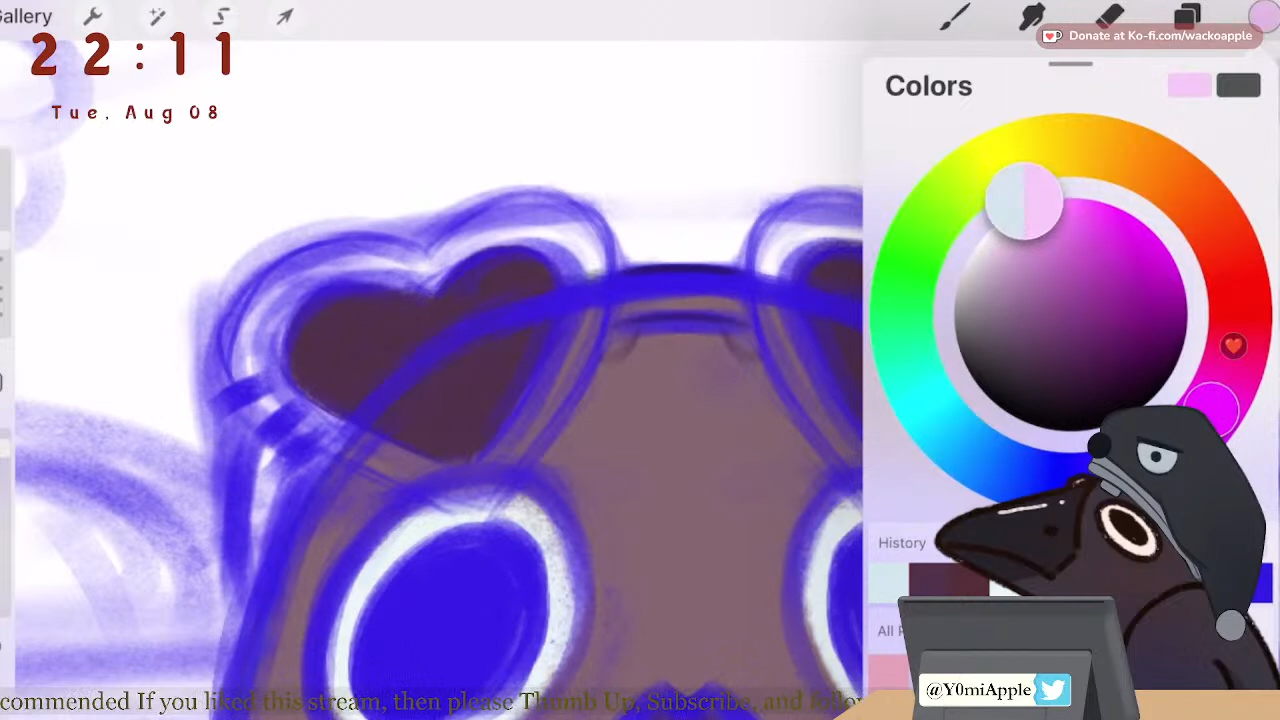 Gallery
22:11
Tue, Aug 08
Donate at Ko-fi.com/wackoapple
Colors
History
All
@Y0miApple
commended If you liked this stream, then please Thumb Up, Subscribe, and follow